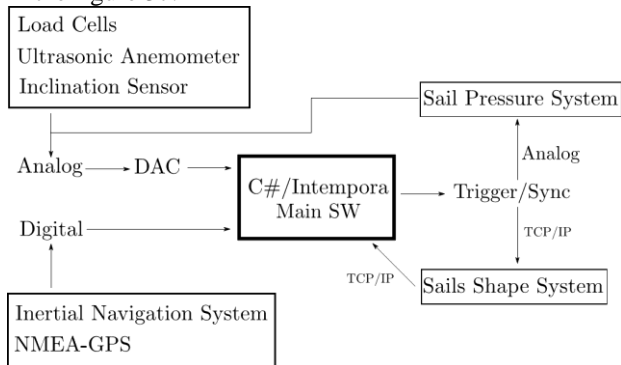 Load Cells
Ultrasonic Anemometer
Inclination Sensor
Sail Pressure System
Analog
Analog
DAC
C#/Intempora
Main SW
Trigger/Sync
Digital
TCP/IP
TCP/IP
Sails Shape System
Inertial Navigation System
NMEA-GPS